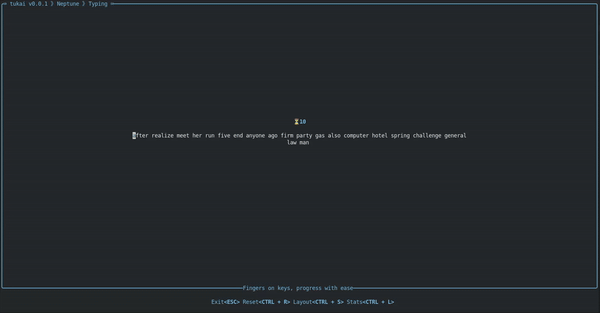 tukai v0.0.1 》 Neptune 》 Typing
⏳10
after realize meet her run five end anyone ago firm party gas also computer hotel spring challenge general
law man
Fingers on keys, progress with ease
Exit<ESC> Reset<CTRL + R> Layout<CTRL + S> Stats<CTRL + L>